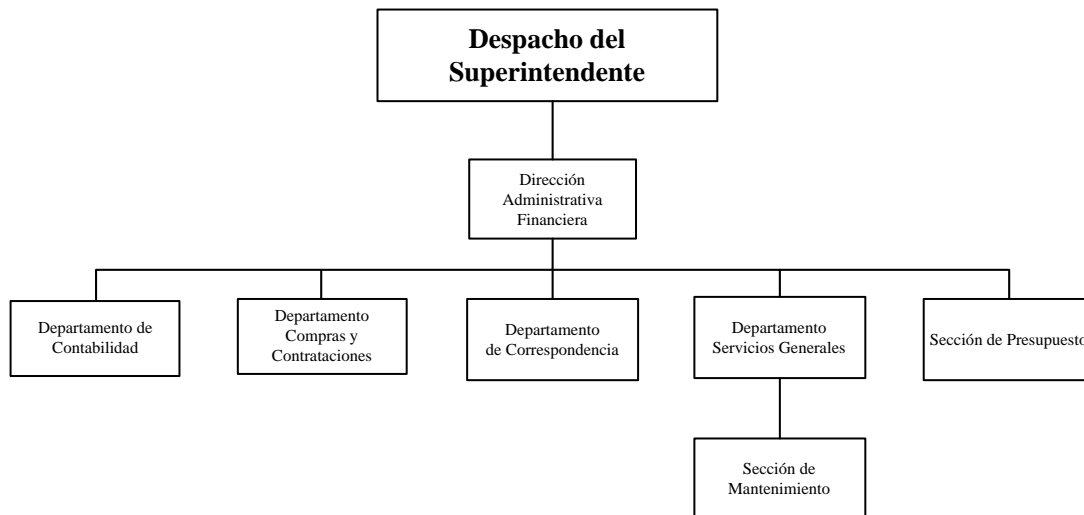 Despacho del
Superintendente
Dirección
Administrativa
Financiera
Departamento de
Contabilidad
Departamento
Compras y
Contrataciones
Departamento
de Correspondencia
Departamento
Servicios Generales
Sección de Presupuesto
Sección de
Mantenimiento